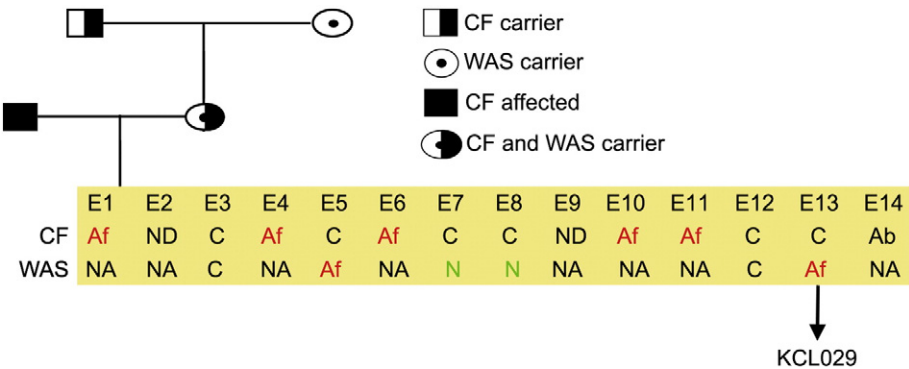 CF carrier
WAS carrier
CF affected
CF and WAS carrier
E1 E2 E3 E4 E5 E6 E7 E8 E9 E10 E11 E12 E13 E14
CF Af ND C Af C Af C C ND Af Af C C Ab
WAS NA NA C NA Af NA N N NA NA NA C Af NA
KCL029